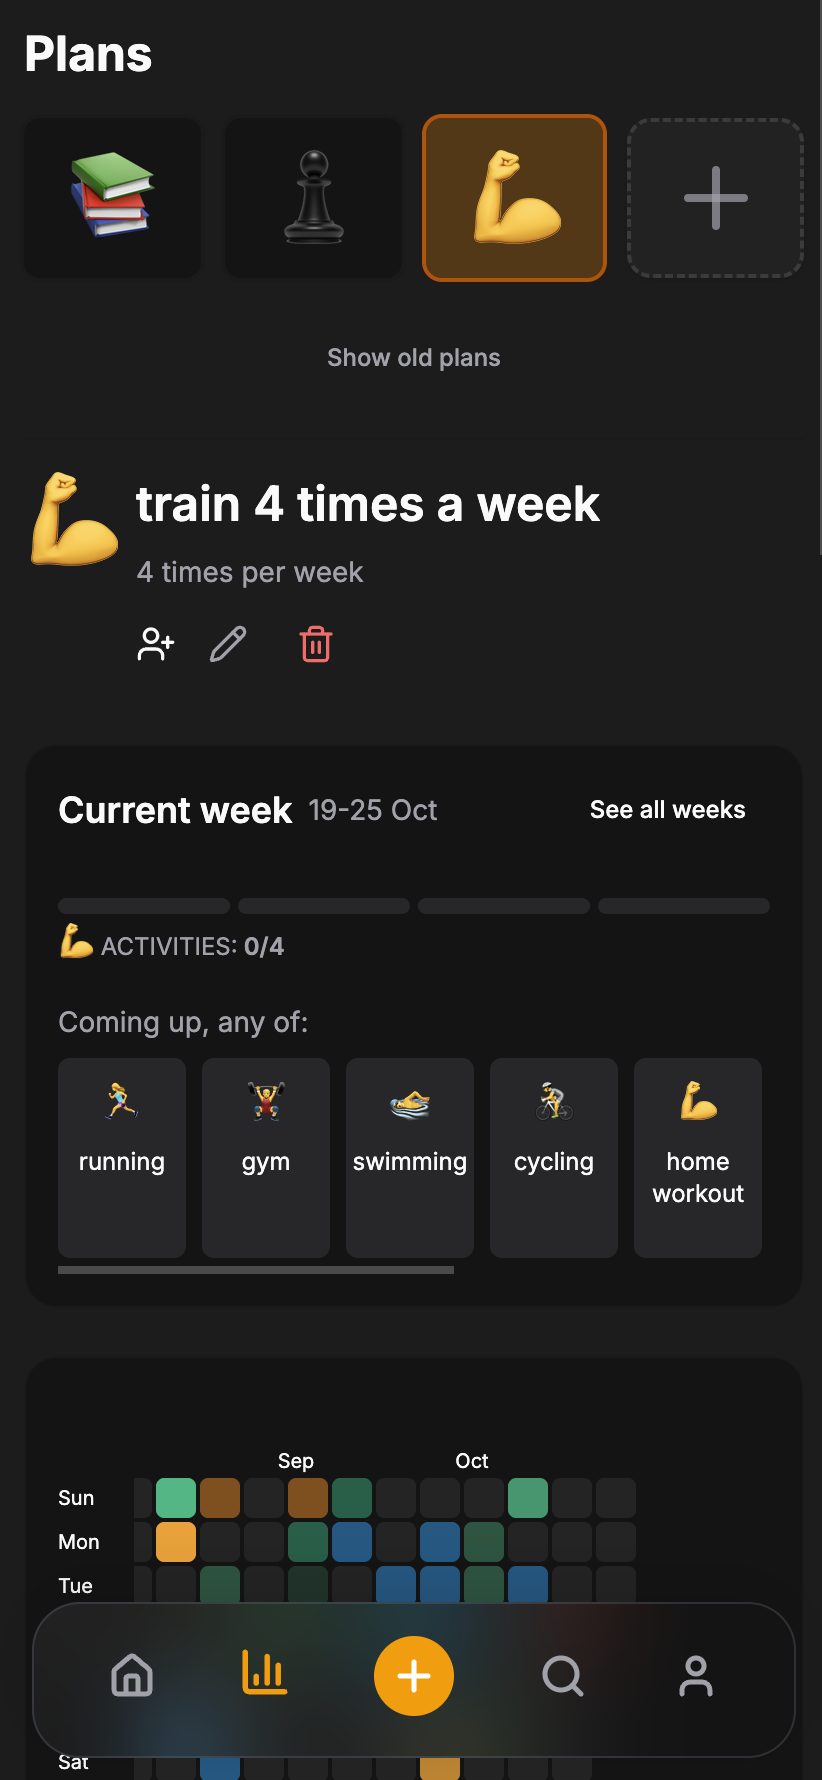 Plans
Show old plans
train 4 times a week
4 times per week
Current week 19-25 Oct See all weeks
ACTIVITIES: 0/4
Coming up, any of:
running gym swimming cycling home
workout
Sep Oct
Sun
Mon
Tue
Sat